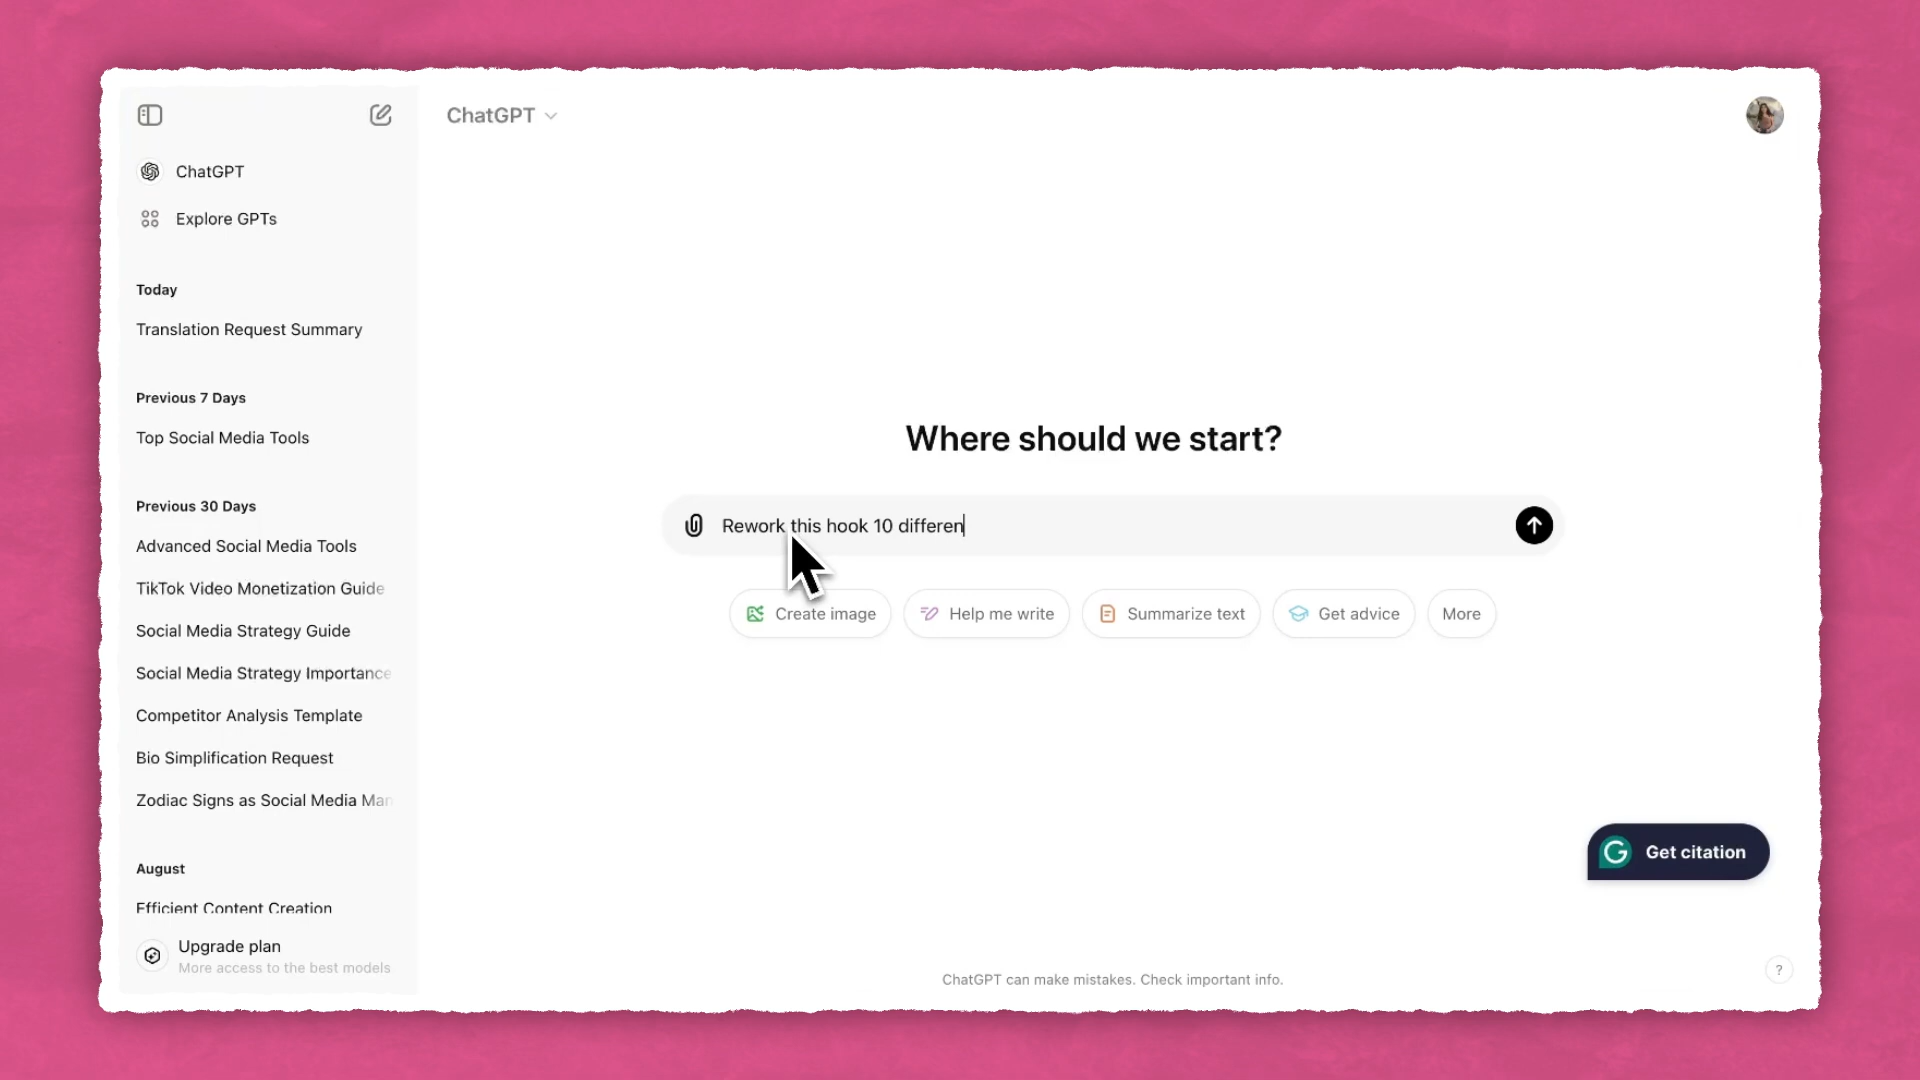 ChatGPT
Explore GPTs
Today
Translation Request Summary
Previous 7 Days
Top Social Media Tools
Previous 30 Days
Advanced Social Media Tools
TikTok Video Monetization Guide
Social Media Strategy Guide
Social Media Strategy Importance
Competitor Analysis Template
Bio Simplification Request
Zodiac Signs as Social Media Man
August
Efficient Content Creation
Upgrade plan
More access to the best models
ChatGPT
Where should we start?
Rework this hook 10 differen
Create image
Help me write
Summarize text
Get advice
More
G Get citation
ChatGPT can make mistakes. Check important info.
?